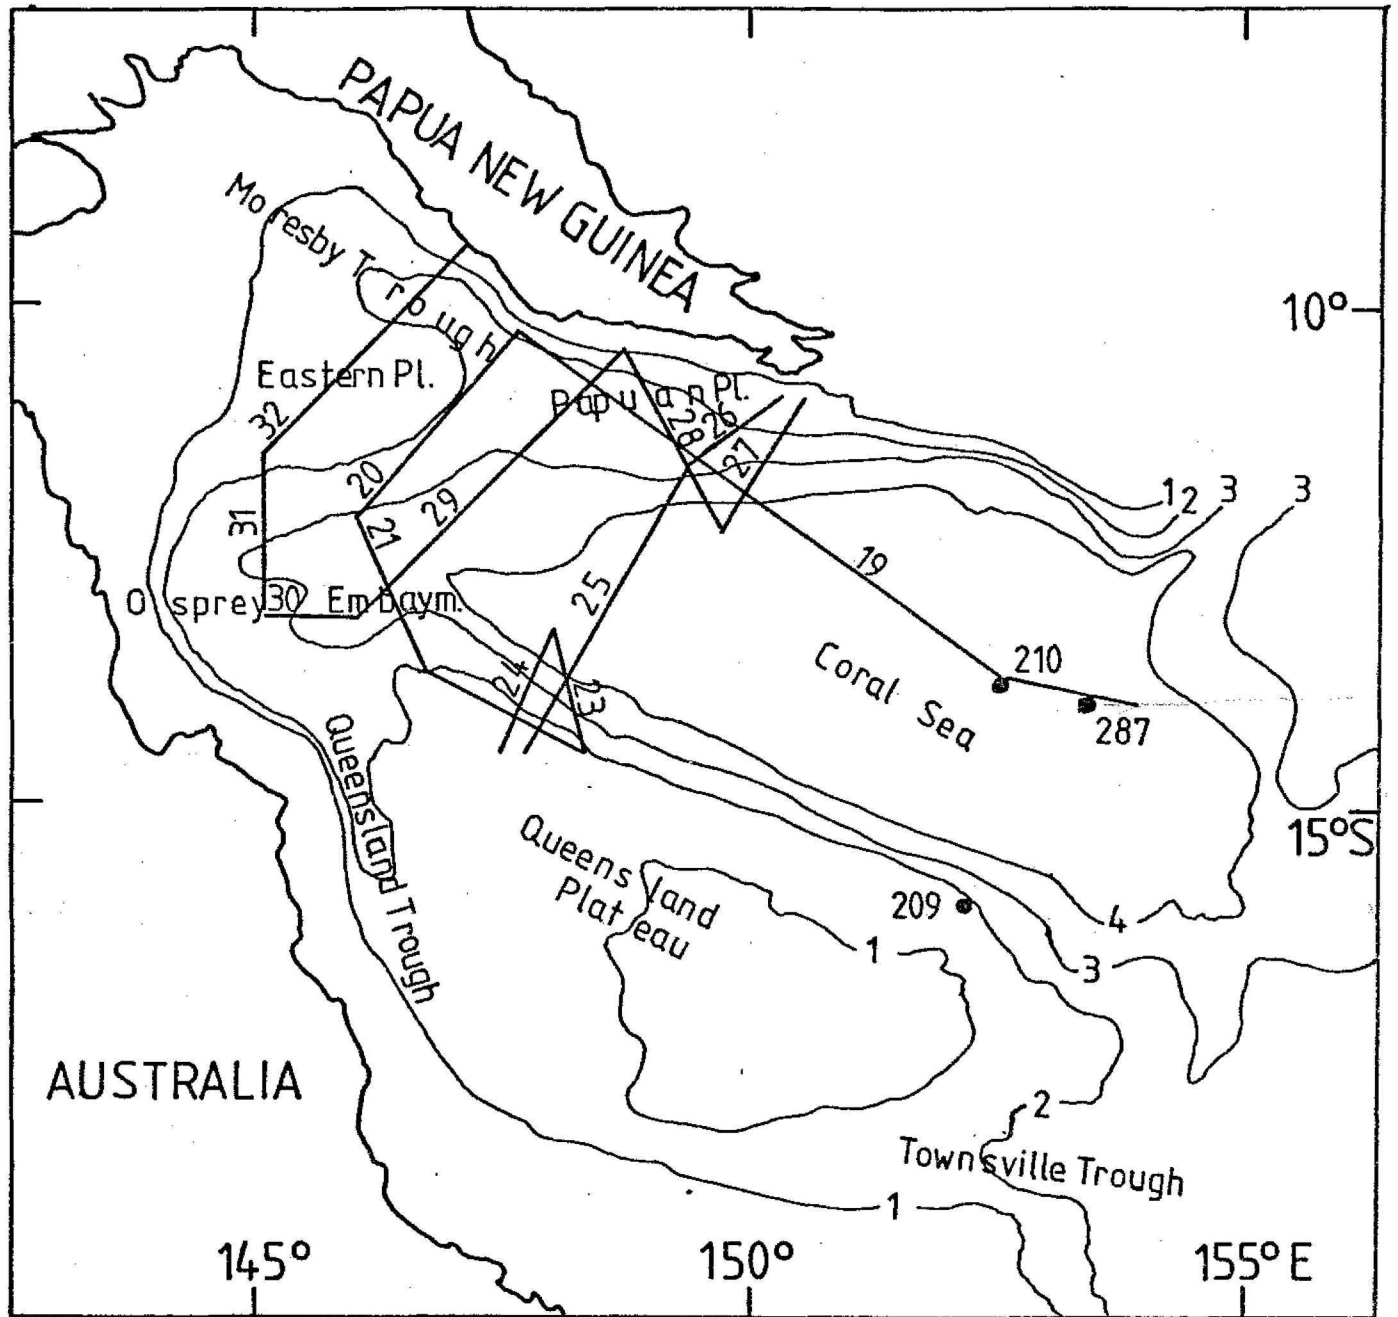 PAPUA NEW GUINEA
Moresby Trough
10°
Eastern Pl.
Papuan Pl.
32
28
26
27
20
29
31
21
1
2
3
3
19
25
Osprey Embaym.
30
24
23
210
287
Coral Sea
Queensland Trough
15°S
Queensland
Plateau
209
1
4
3
AUSTRALIA
2
Townsville Trough
1
145°
150°
155° E